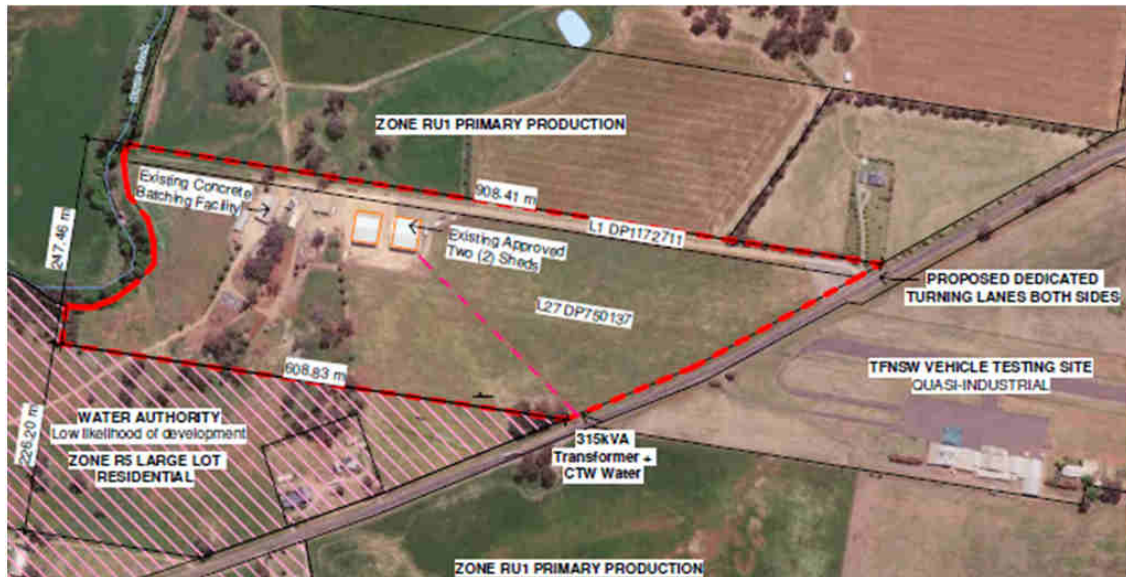 ZONE RU1 PRIMARY PRODUCTION
Existing Concrete
Batching Facility
908.41 m
L1 DP1172711
Existing Approved
Two (2) Sheds
247.46 m
L27 DP750137
PROPOSED DEDICATED
TURNING LANES BOTH SIDES
608.83 m
TFNSW VEHICLE TESTING SITE
QUASI-INDUSTRIAL
WATER AUTHORITY
Low likelihood of development
ZONE R5 LARGE LOT
RESIDENTIAL
226.20 m
315kVA
Transformer +
CTW Water
ZONE RU1 PRIMARY PRODUCTION